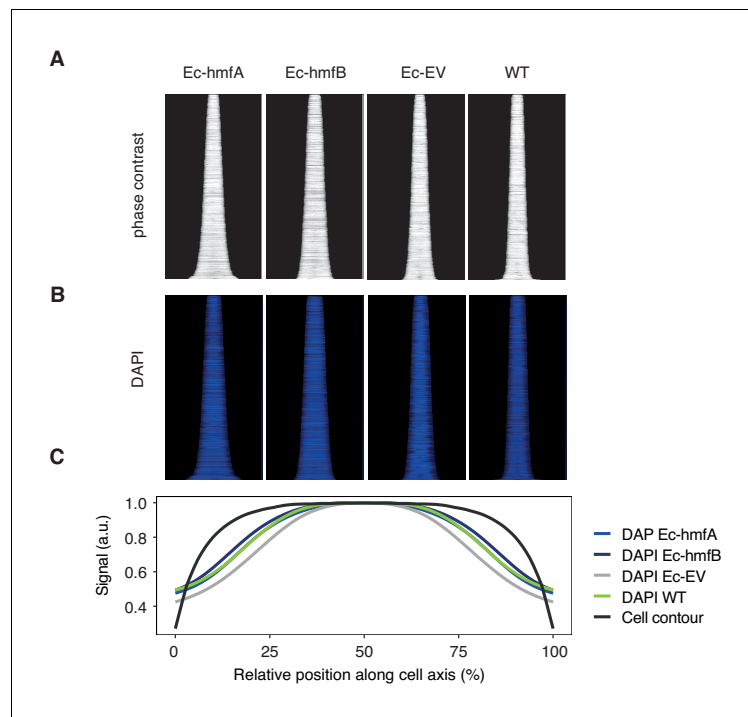 A
Ec-hmfA Ec-hmfB Ec-EV WT
phase contrast
B
DAPI
C
1.0
0.8
0.6
0.4
Signal (a.u.)
0 25 50 75 100
Relative position along cell axis (%)
DAP Ec-hmfA
DAPI Ec-hmfB
DAPI Ec-EV
DAPI WT
Cell contour